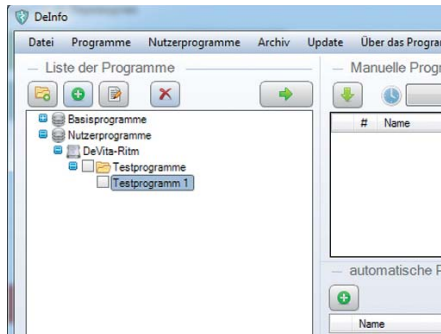 DeInfo
Datei Programme Nutzerprogramme Archiv Update Über das Progra
Liste der Programme
Manuelle Progr
Basisprogramme
Nutzerprogramme
DeVita-Ritm
Testprogramme
Testprogramm 1
# Name
automatische P
Name